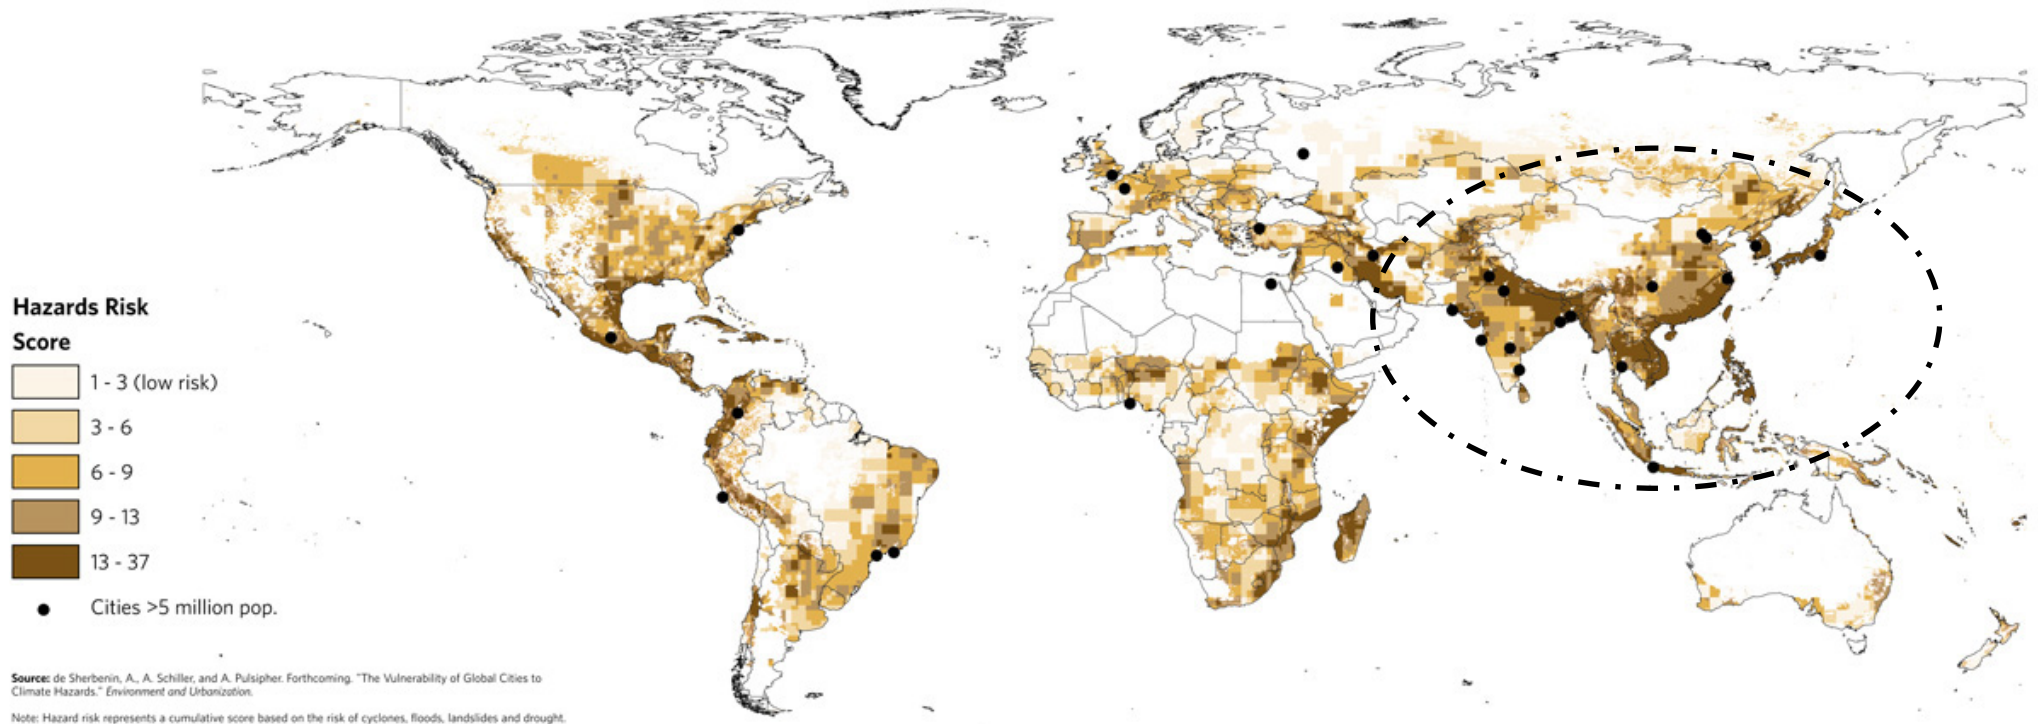 Hazards Risk
Score
1 - 3 (low risk)
3 - 6
6 - 9
9 - 13
13 - 37
Cities >5 million pop.
Source: de Sherbenin, A., A. Schiller, and A. Pulsipher. Forthcoming. "The Vulnerability of Global Cities to
Climate Hazards." Environment and Urbanization.
Note: Hazard risk represents a cumulative score based on the risk of cyclones, floods, landslides and drought.